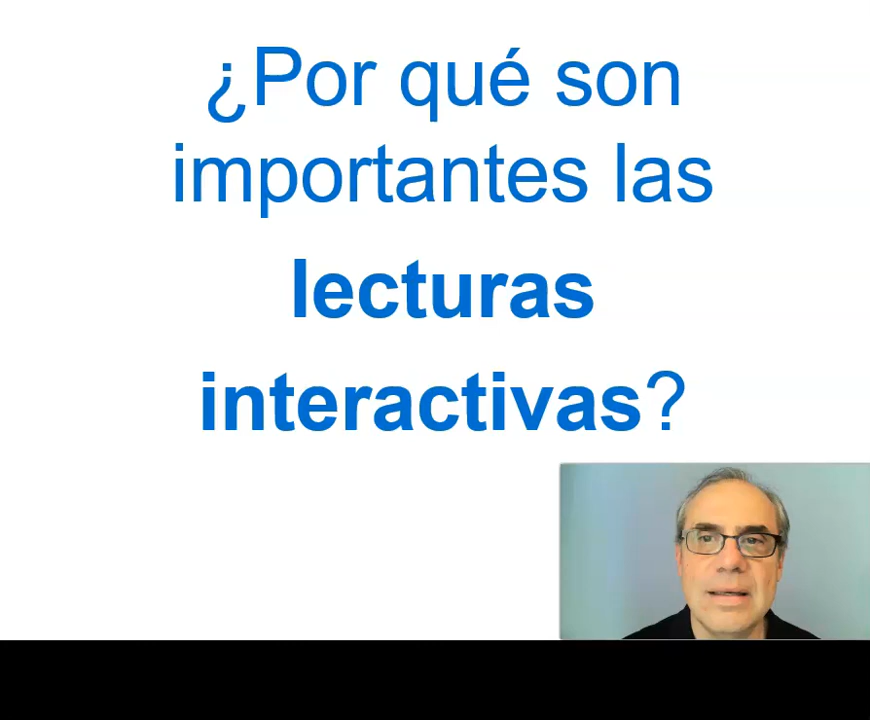 ¿Por qué son
importantes las
lecturas
interactivas?